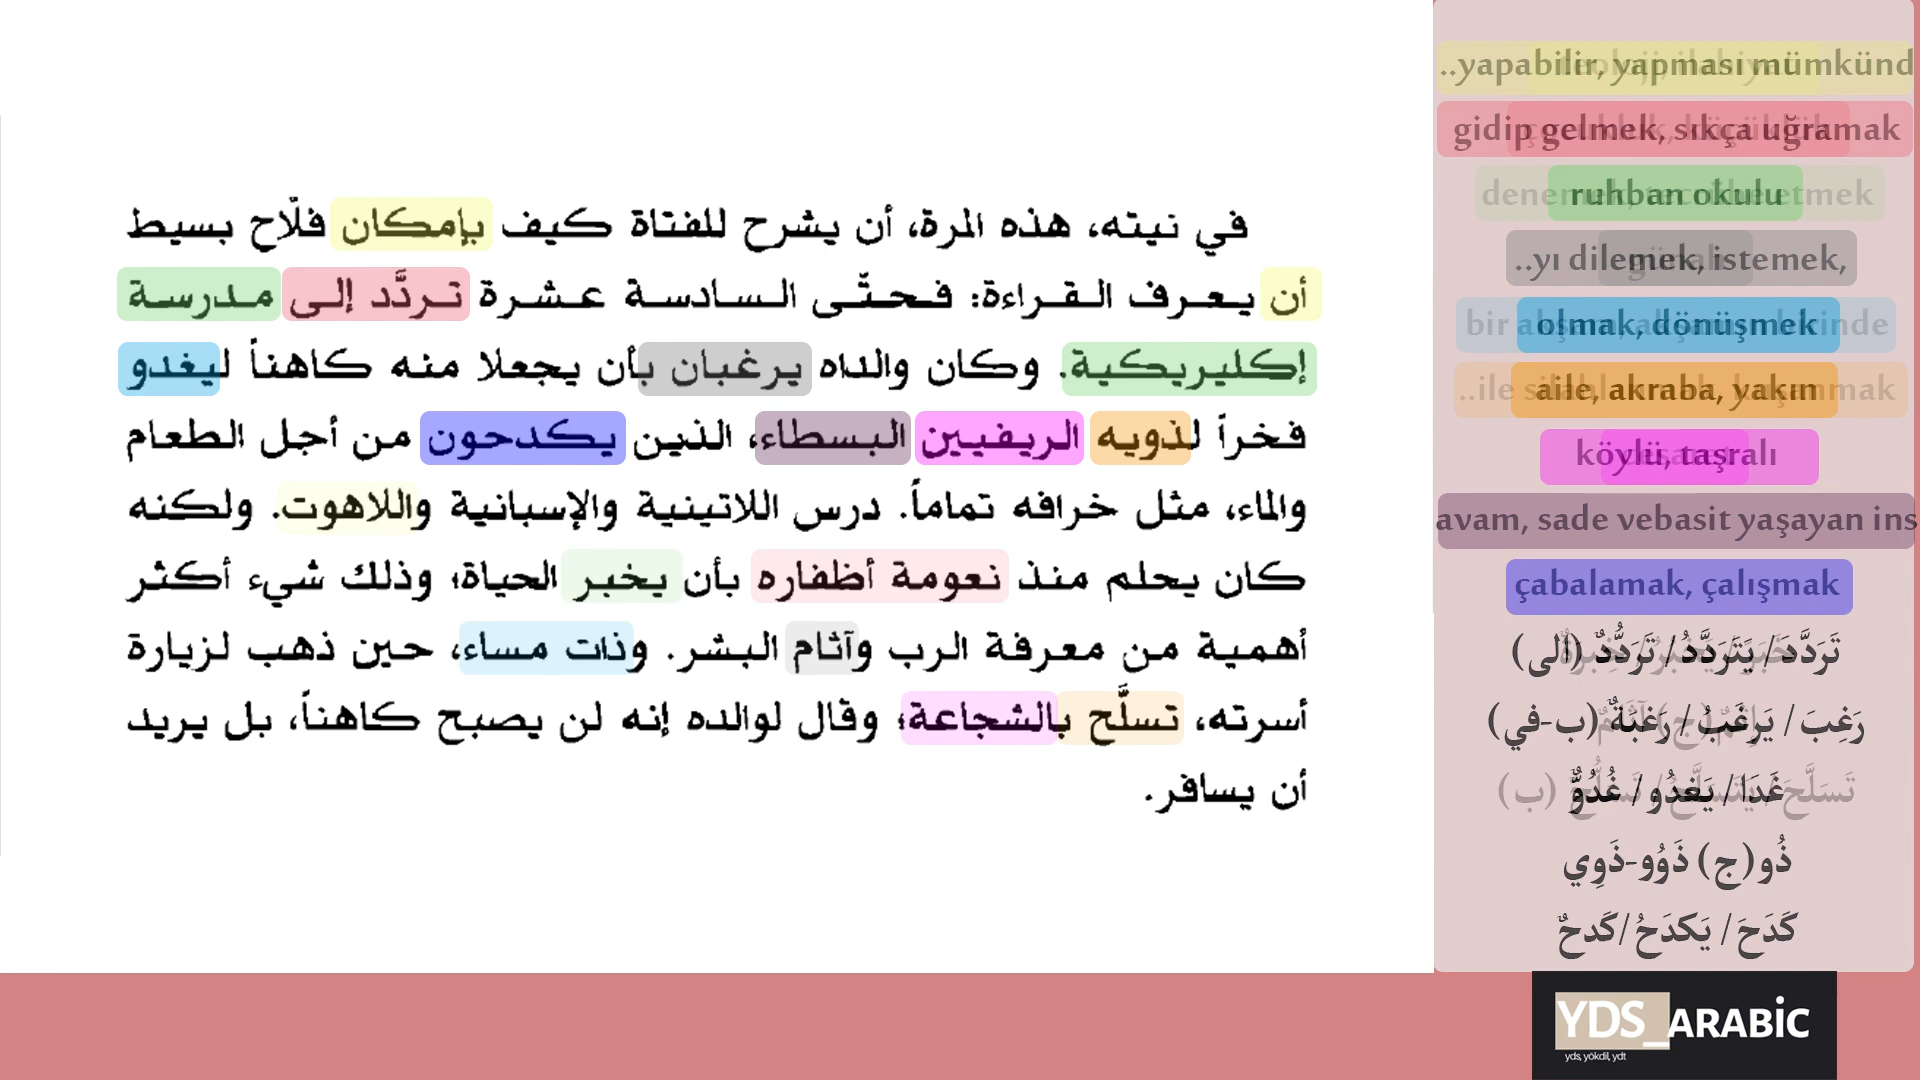 في نيته، هذه المرة، أن يشرح للفتاة كيف بإمكان فلّاح بسيط
أن يعرف القراءة: فحتّى السادسة عشرة تردَّد إلى مدرسة
إكليريكية. وكان والداه يرغبان بأن يجعلا منه كاهناً ليغدو
فخراً لذويه الريفيين البسطاء، الذين يكدحون من أجل الطعام
والماء، مثل خرافه تماماً. درس اللاتينية والإسبانية واللاهوت. ولكنه
كان يحلم منذ نعومة أظفاره بأن يخبر الحياة؛ وذلك شيء أكثر
أهمية من معرفة الرب وآثام البشر. وذات مساء، حين ذهب لزيارة
أسرته، تسلَّح بالشجاعة؛ وقال لوالده إنه لن يصبح كاهناً، بل يريد
أن يسافر.
..yapabilir, yapması mümkünd
gidip gelmek, sıkça uğramak
ruhban okulu
..yı dilemek, istemek,
olmak, dönüşmek
aile, akraba, yakın
köylü, taşralı
avam, sade vebasit yaşayan ins
çabalamak, çalışmak
تَرَدَّدَ/ يَتَرَدَّدُ/ تَرَدُّدٌ (الى)
رَغِبَ/ يَرغَبُ/ رَغبَةٌ (ب-في)
غَدَا/ يَغدُو/ غُدُوٌّ
ذُو(ج) ذَوُو-ذَوِي
كَدَحَ/ يَكدَحُ/كَدحٌ
YDS_ARABİC
yds, yökdil, ydt